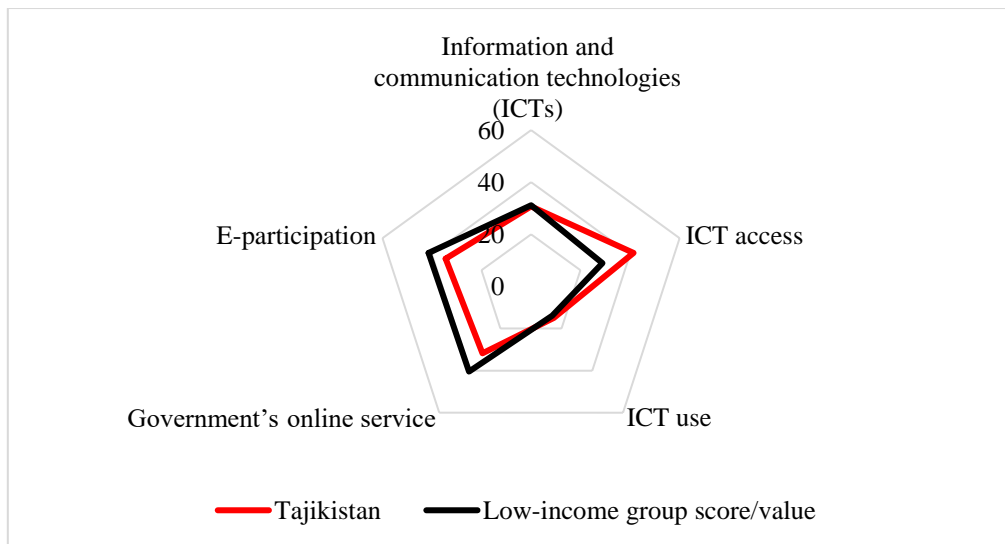 Information and
communication technologies
(ICTs)
60
40
20
0
E-participation
ICT access
Government’s online service
ICT use
Tajikistan
Low-income group score/value